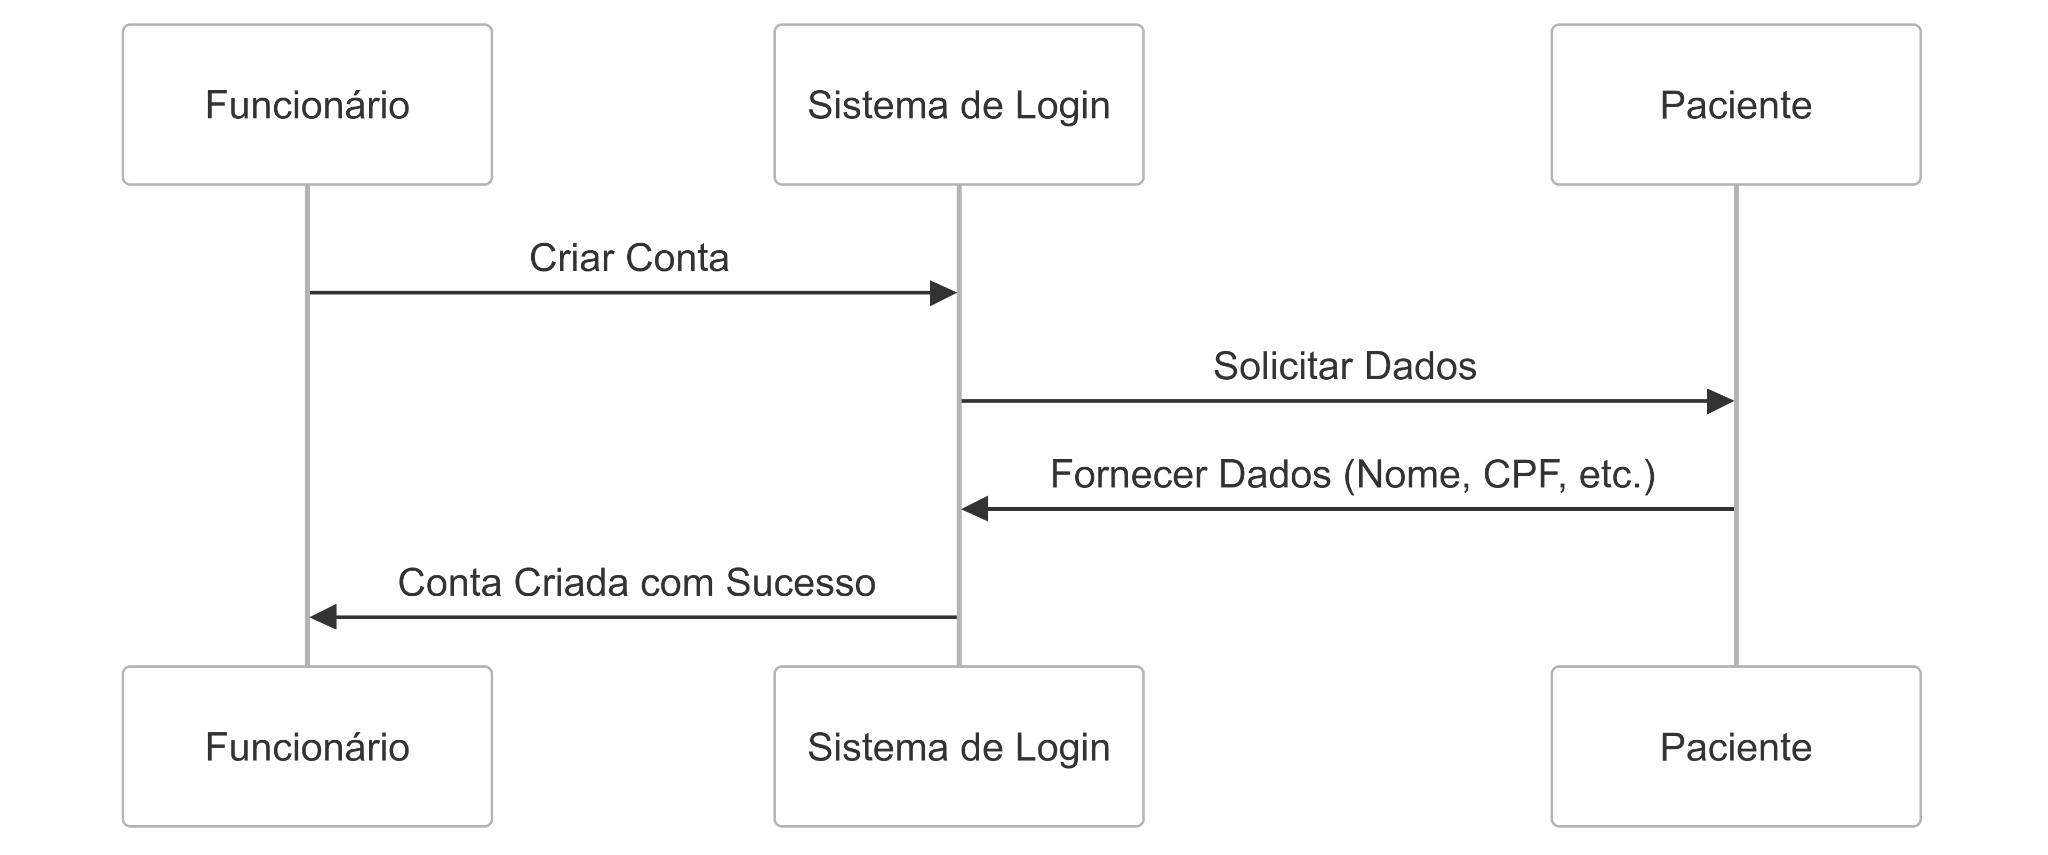 Funcionário
Sistema de Login
Paciente
Criar Conta
Solicitar Dados
Fornecer Dados (Nome, CPF, etc.)
Conta Criada com Sucesso
Funcionário
Sistema de Login
Paciente